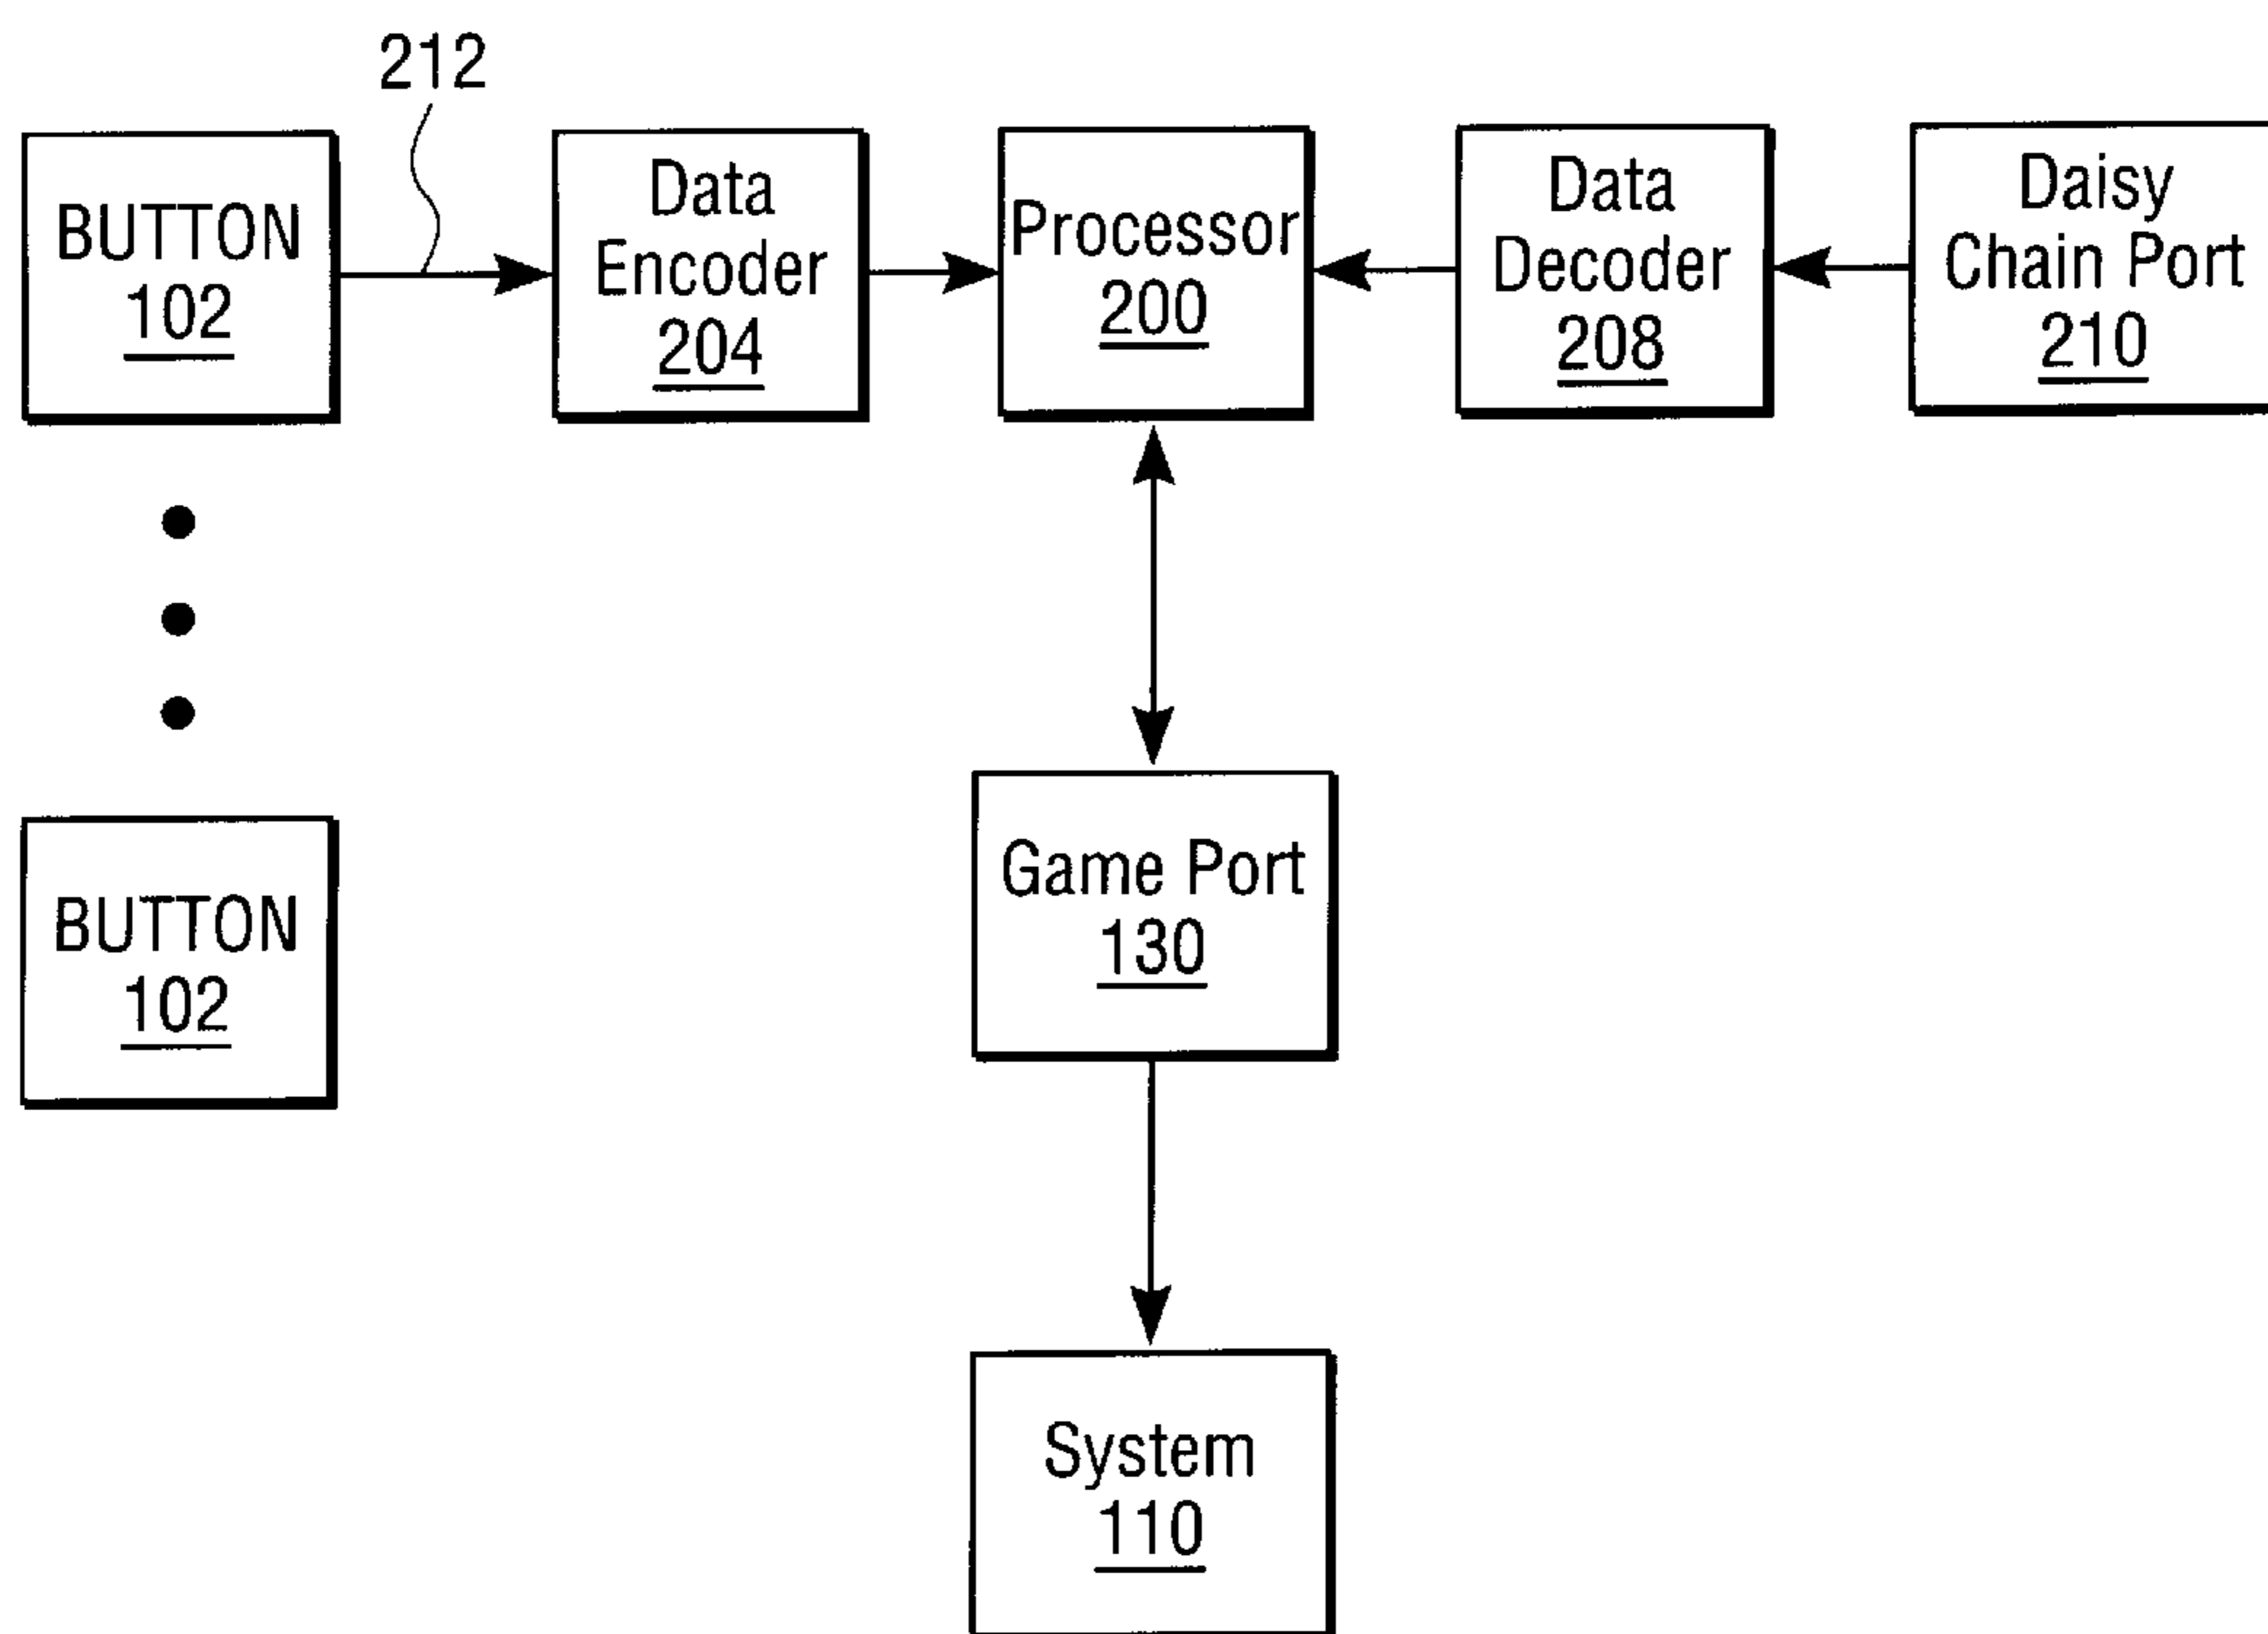 212
BUTTON
102
Data
Encoder
204
Processor
200
Data
Decoder
208
Daisy
Chain Port
210
BUTTON
102
Game Port
130
System
110